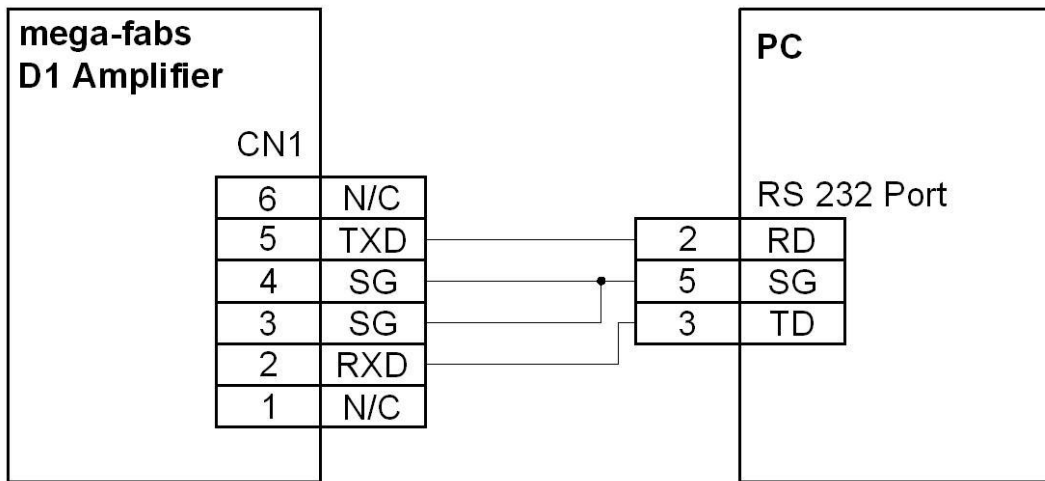 mega-fabs
D1 Amplifier
CN1
6 N/C
5 TXD
4 SG
3 SG
2 RXD
1 N/C
PC
RS 232 Port
2 RD
5 SG
3 TD